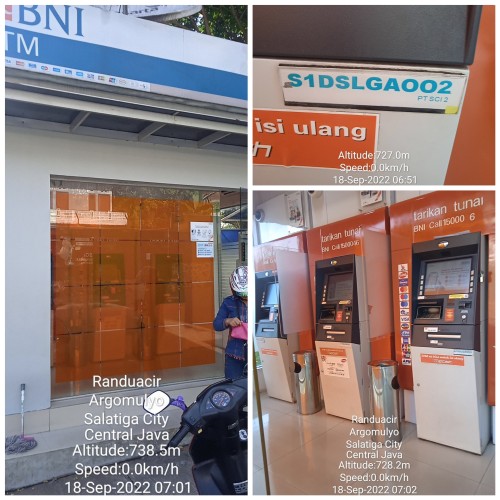 BNI
TM
Randuacir
Argomulyo
Salatiga City
Central Java
Altitude:738.5m
Speed:0.0km/h
18-Sep-2022 07:01
S1DSLGA002
PT SCI 2
isi ulang
Altitude:727.0m
Speed:0.0km/h
18-Sep-2022 06:51
tarikan tunai
BNI Call 1500046
tarikan tunai
BNI Call 15000 6
Randuacir
Argomulyo
Salatiga City
Central Java
Altitude:728.2m
Speed:0.0km/h
18-Sep-2022 07:02